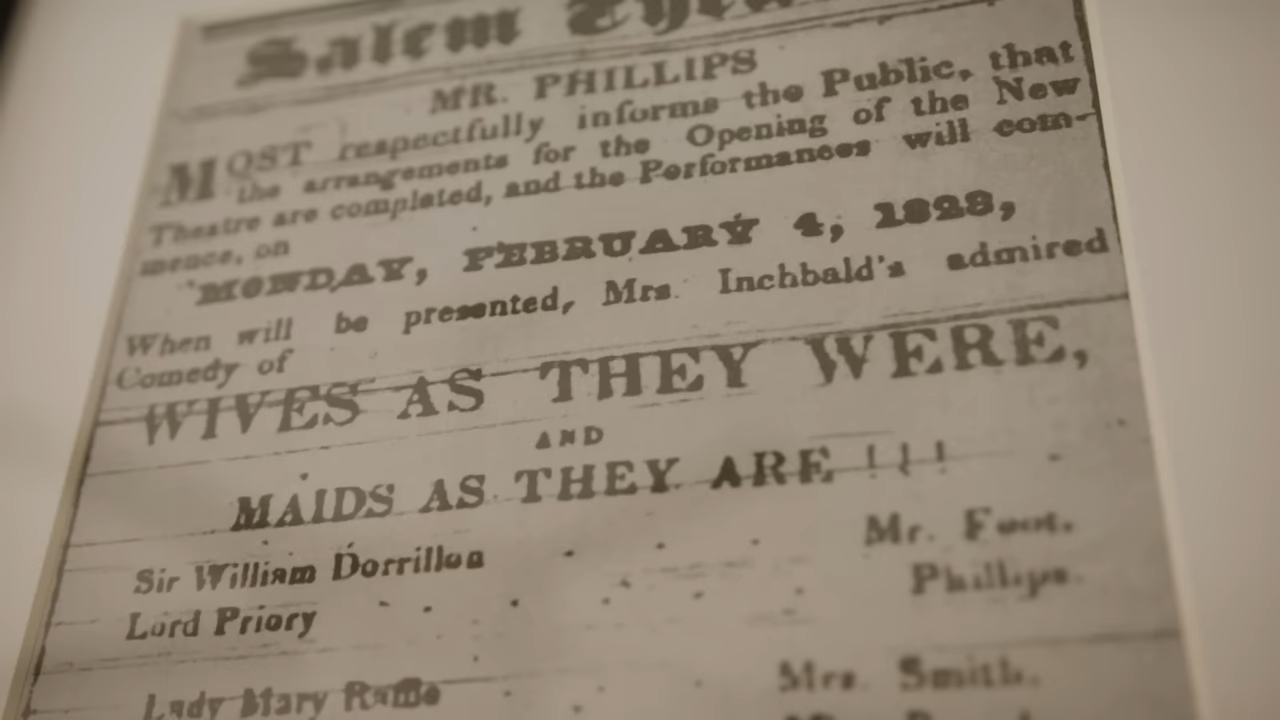 Salem
MR. PHILLIPS
MOST respectfully informs the Public, that
the arrangements for the Opening of the New
Theatre are completed, and the Performances will com-
mence, on
MONDAY, FEBRUARY 4, 1828,
When will be presented, Mrs. Inchbald's admired
Comedy of
WIVES AS THEY WERE,
AND
MAIDS AS THEY ARE !!!
Sir William Dorrillon Mr. Foot.
Lord Priory Phillips.
Lady Mary Mrs. Smith.